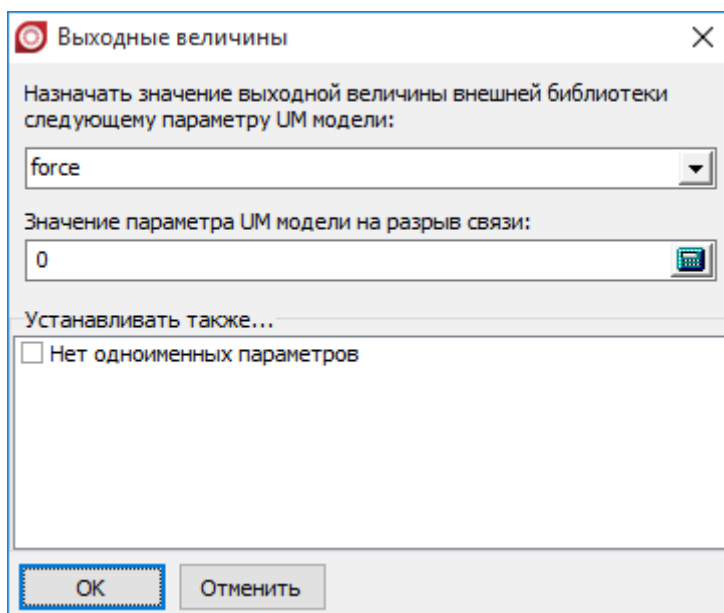 Выходные величины
Назначать значение выходной величины внешней библиотеки
следующему параметру UM модели:
force
Значение параметра UM модели на разрыв связи:
0
Устанавливать также...
Нет одноименных параметров
OK
Отменить